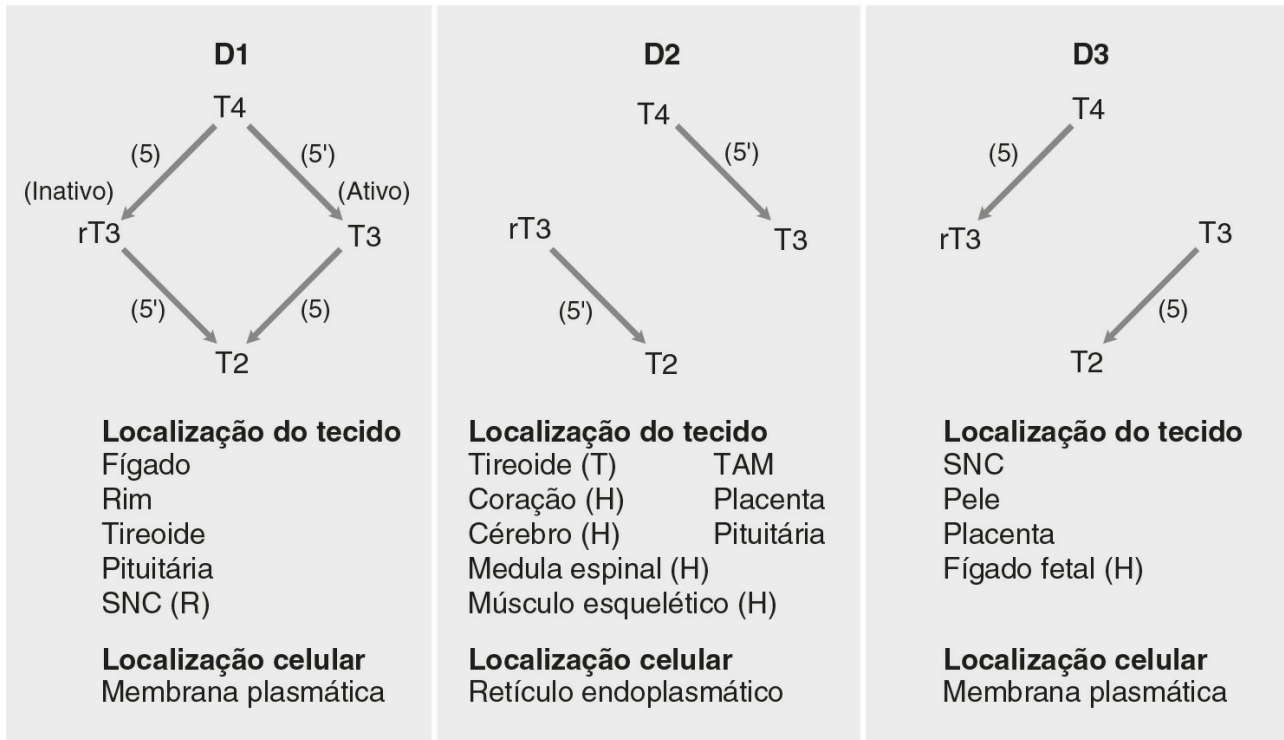 D1
T4
(5)
(5')
(Inativo)
(Ativo)
rT3
T3
(5')
(5)
T2
Localização do tecido
Fígado
Rim
Tireoide
Pituitária
SNC (R)
Localização celular
Membrana plasmática
D2
T4
(5')
rT3
T3
(5')
T2
Localização do tecido
Tireoide (T) TAM
Coração (H) Placenta
Cérebro (H) Pituitária
Medula espinal (H)
Músculo esquelético (H)
Localização celular
Retículo endoplasmático
D3
T4
(5)
rT3
T3
(5)
T2
Localização do tecido
SNC
Pele
Placenta
Fígado fetal (H)
Localização celular
Membrana plasmática